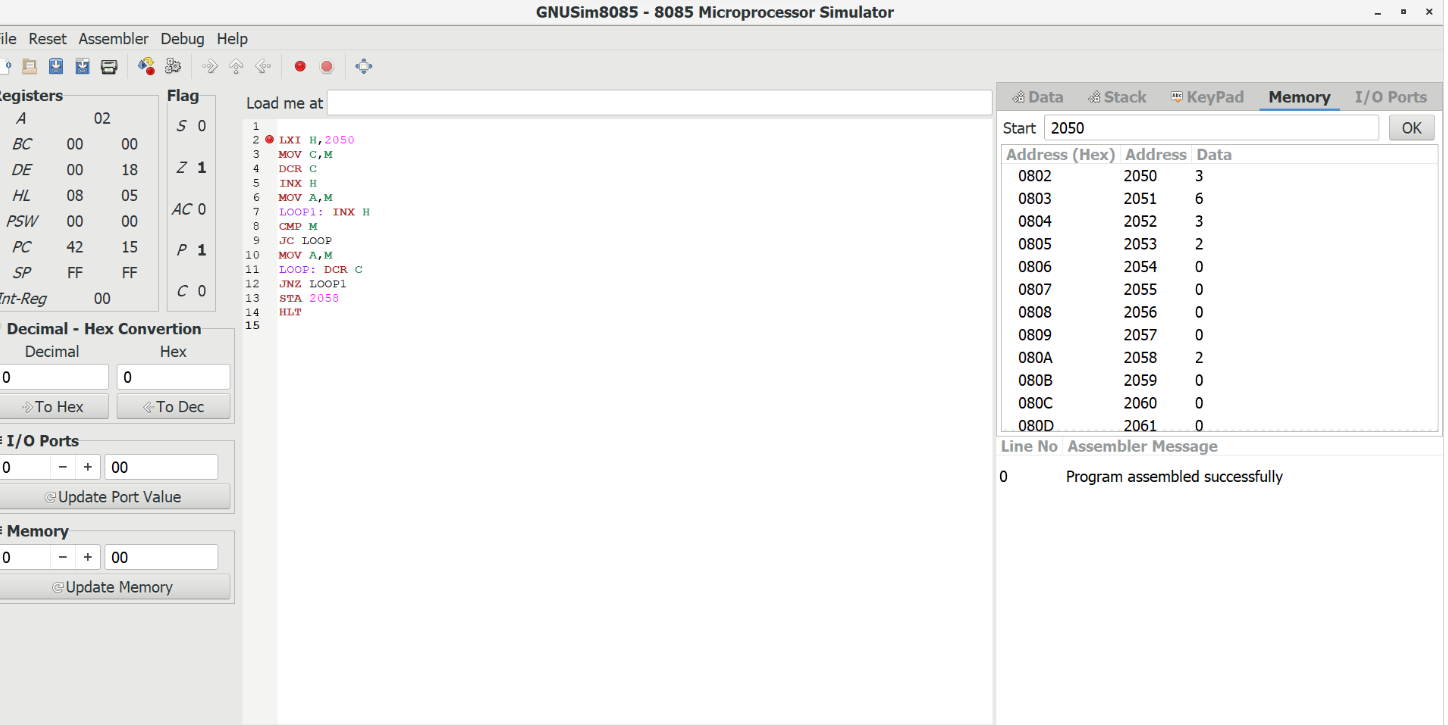 GNUSim8085 - 8085 Microprocessor Simulator
ile Reset Assembler Debug Help
egisters
A 02
BC 00 00
DE 00 18
HL 08 05
PSW 00 00
PC 42 15
SP FF FF
Int-Reg 00
Flag
S 0
Z 1
AC 0
P 1
C 0
Decimal - Hex Convertion
Decimal Hex
0 0
To Hex To Dec
I/O Ports
0 − + 00
Update Port Value
Memory
0 − + 00
Update Memory
Load me at
1
2 LXI H,2050
3 MOV C,M
4 DCR C
5 INX H
6 MOV A,M
7 LOOP1: INX H
8 CMP M
9 JC LOOP
10 MOV A,M
11 LOOP: DCR C
12 JNZ LOOP1
13 STA 2058
14 HLT
15
Data Stack KeyPad Memory I/O Ports
Start 2050 OK
Address (Hex) Address Data
0802 2050 3
0803 2051 6
0804 2052 3
0805 2053 2
0806 2054 0
0807 2055 0
0808 2056 0
0809 2057 0
080A 2058 2
080B 2059 0
080C 2060 0
080D 2061 0
Line No Assembler Message
0 Program assembled successfully